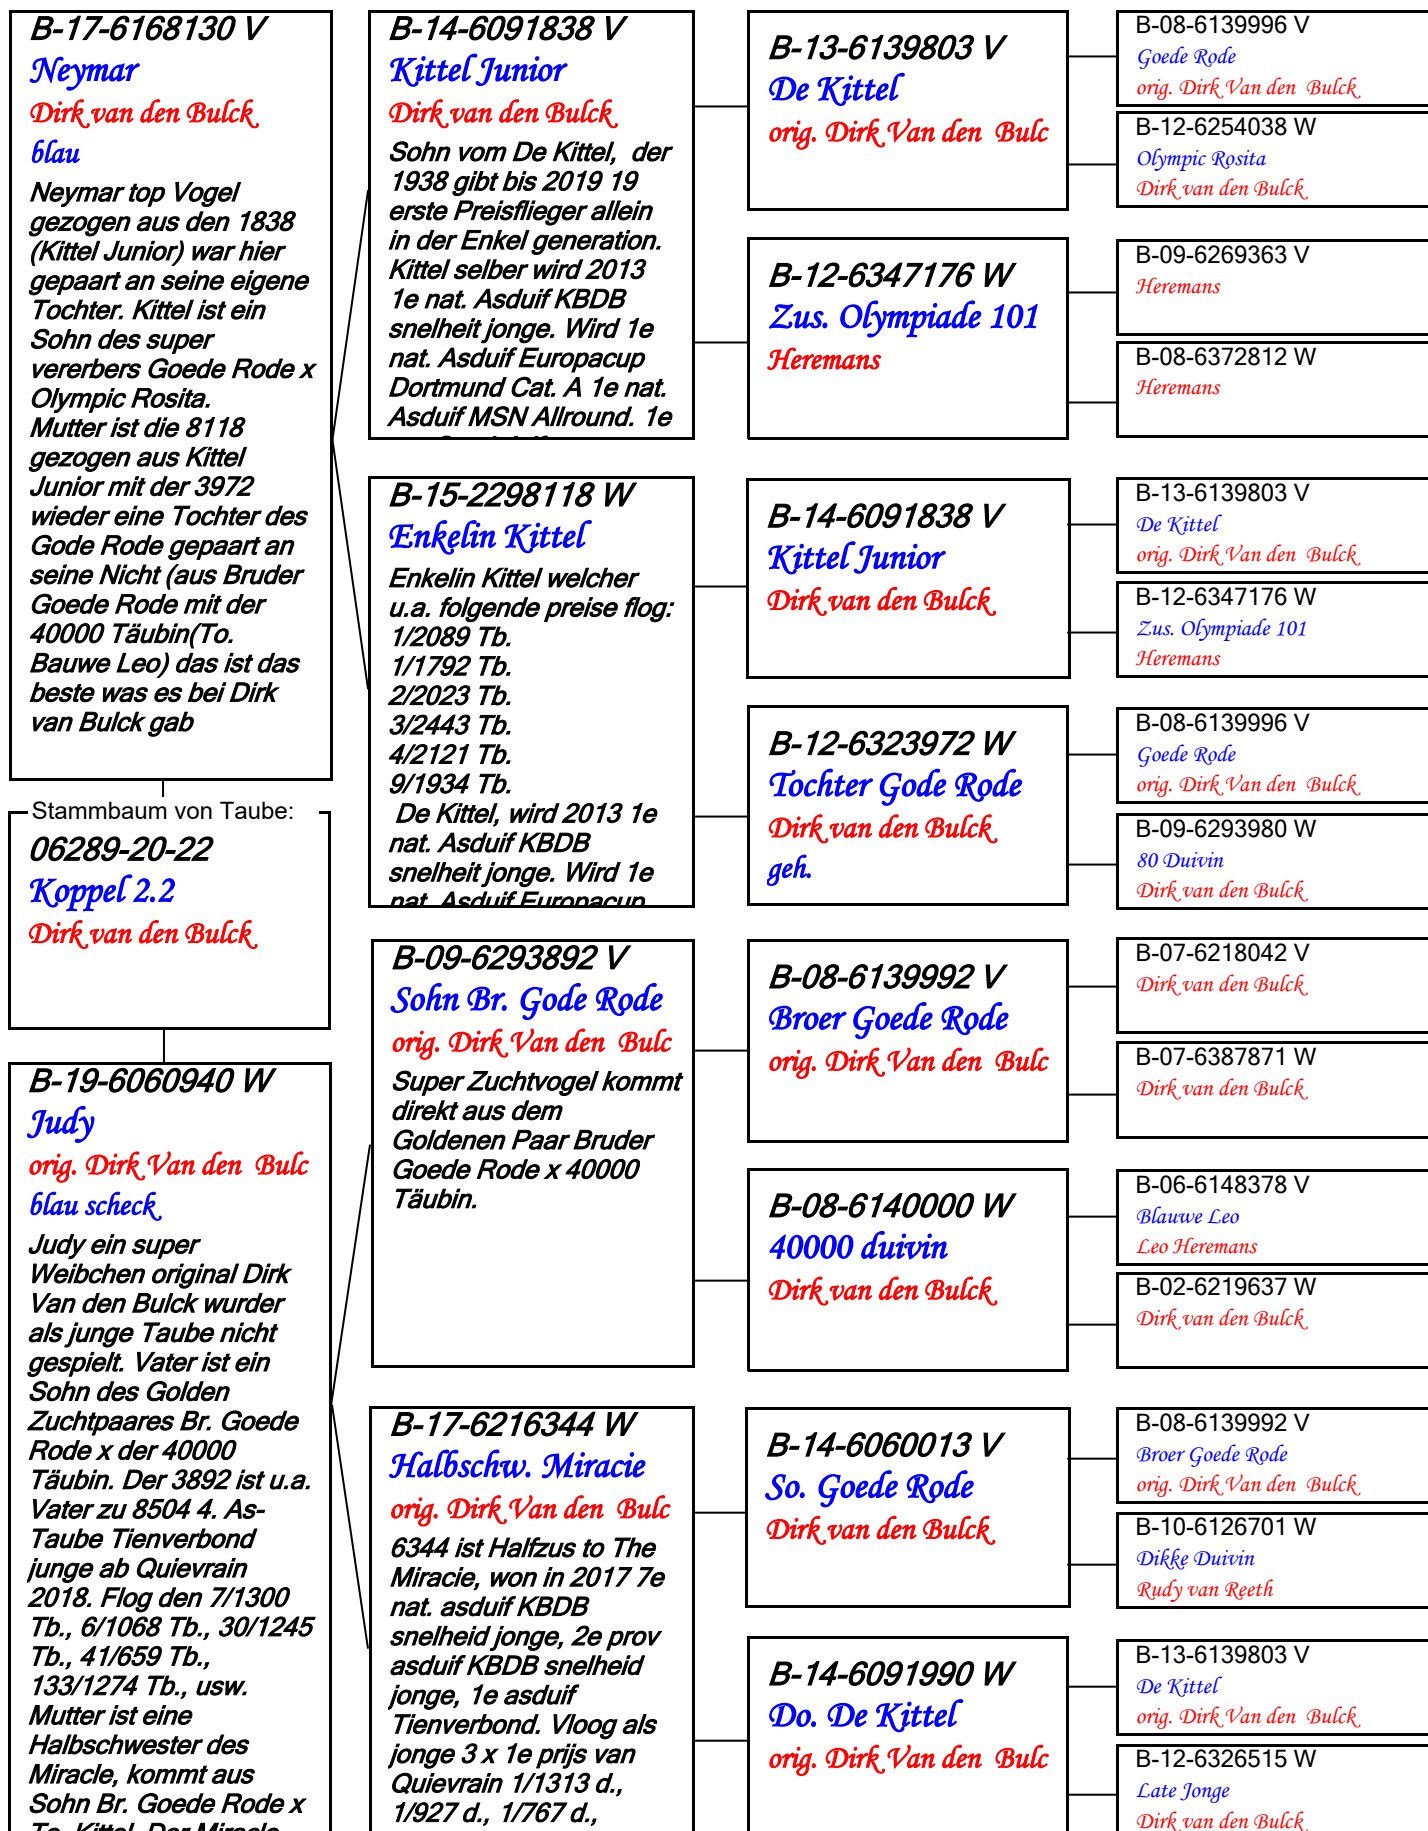 B-17-6168130 V
Neymar
Dirk van den Bulck
blau
Neymar top Vogel
gezogen aus den 1838
(Kittel Junior) war hier
gepaart an seine eigene
Tochter. Kittel ist ein
Sohn des super
vererbers Goede Rode x
Olympic Rosita.
Mutter ist die 8118
gezogen aus Kittel
Junior mit der 3972
wieder eine Tochter des
Gode Rode gepaart an
seine Nicht (aus Bruder
Goede Rode mit der
40000 Täubin(To.
Bauwe Leo) das ist das
beste was es bei Dirk
van Bulck gab
Stammbaum von Taube:
06289-20-22
Koppel 2.2
Dirk van den Bulck
B-19-6060940 W
Judy
orig. Dirk Van den Bulc
blau scheck
Judy ein super
Weibchen original Dirk
Van den Bulck wurder
als junge Taube nicht
gespielt. Vater ist ein
Sohn des Golden
Zuchtpaares Br. Goede
Rode x der 40000
Täubin. Der 3892 ist u.a.
Vater zu 8504 4. As-
Taube Tienverbond
junge ab Quievrain
2018. Flog den 7/1300
Tb., 6/1068 Tb., 30/1245
Tb., 41/659 Tb.,
133/1274 Tb., usw.
Mutter ist eine
Halbschwester des
Miracle, kommt aus
Sohn Br. Goede Rode x
To. Kittel. Der Miracle
B-14-6091838 V
Kittel Junior
Dirk van den Bulck
Sohn vom De Kittel, der
1938 gibt bis 2019 19
erste Preisflieger allein
in der Enkel generation.
Kittel selber wird 2013
1e nat. Asduif KBDB
snelheit jonge. Wird 1e
nat. Asduif Europacup
Dortmund Cat. A 1e nat.
Asduif MSN Allround. 1e
B-15-2298118 W
Enkelin Kittel
Enkelin Kittel welcher
u.a. folgende preise flog:
1/2089 Tb.
1/1792 Tb.
2/2023 Tb.
3/2443 Tb.
4/2121 Tb.
9/1934 Tb.
De Kittel, wird 2013 1e
nat. Asduif KBDB
snelheit jonge. Wird 1e
nat. Asduif Europacup
B-09-6293892 V
Sohn Br. Gode Rode
orig. Dirk Van den Bulc
Super Zuchtvogel kommt
direkt aus dem
Goldenen Paar Bruder
Goede Rode x 40000
Täubin.
B-17-6216344 W
Halbschw. Miracie
orig. Dirk Van den Bulc
6344 ist Halfzus to The
Miracie, won in 2017 7e
nat. asduif KBDB
snelheid jonge, 2e prov
asduif KBDB snelheid
jonge, 1e asduif
Tienverbond. Vloog als
jonge 3 x 1e prijs van
Quievrain 1/1313 d.,
1/927 d., 1/767 d.,
B-13-6139803 V
De Kittel
orig. Dirk Van den Bulc
B-12-6347176 W
Zus. Olympiade 101
Heremans
B-14-6091838 V
Kittel Junior
Dirk van den Bulck
B-12-6323972 W
Tochter Gode Rode
Dirk van den Bulck
geh.
B-08-6139992 V
Broer Goede Rode
orig. Dirk Van den Bulc
B-08-6140000 W
40000 duivin
Dirk van den Bulck
B-14-6060013 V
So. Goede Rode
Dirk van den Bulck
B-14-6091990 W
Do. De Kittel
orig. Dirk Van den Bulc
B-08-6139996 V
Goede Rode
orig. Dirk Van den Bulck
B-12-6254038 W
Olympic Rosita
Dirk van den Bulck
B-09-6269363 V
Heremans
B-08-6372812 W
Heremans
B-13-6139803 V
De Kittel
orig. Dirk Van den Bulck
B-12-6347176 W
Zus. Olympiade 101
Heremans
B-08-6139996 V
Goede Rode
orig. Dirk Van den Bulck
B-09-6293980 W
80 Duivin
Dirk van den Bulck
B-07-6218042 V
Dirk van den Bulck
B-07-6387871 W
Dirk van den Bulck
B-06-6148378 V
Blauwe Leo
Leo Heremans
B-02-6219637 W
Dirk van den Bulck
B-08-6139992 V
Broer Goede Rode
orig. Dirk Van den Bulck
B-10-6126701 W
Dikke Duivin
Rudy van Reeth
B-13-6139803 V
De Kittel
orig. Dirk Van den Bulck
B-12-6326515 W
Late Jonge
Dirk van den Bulck